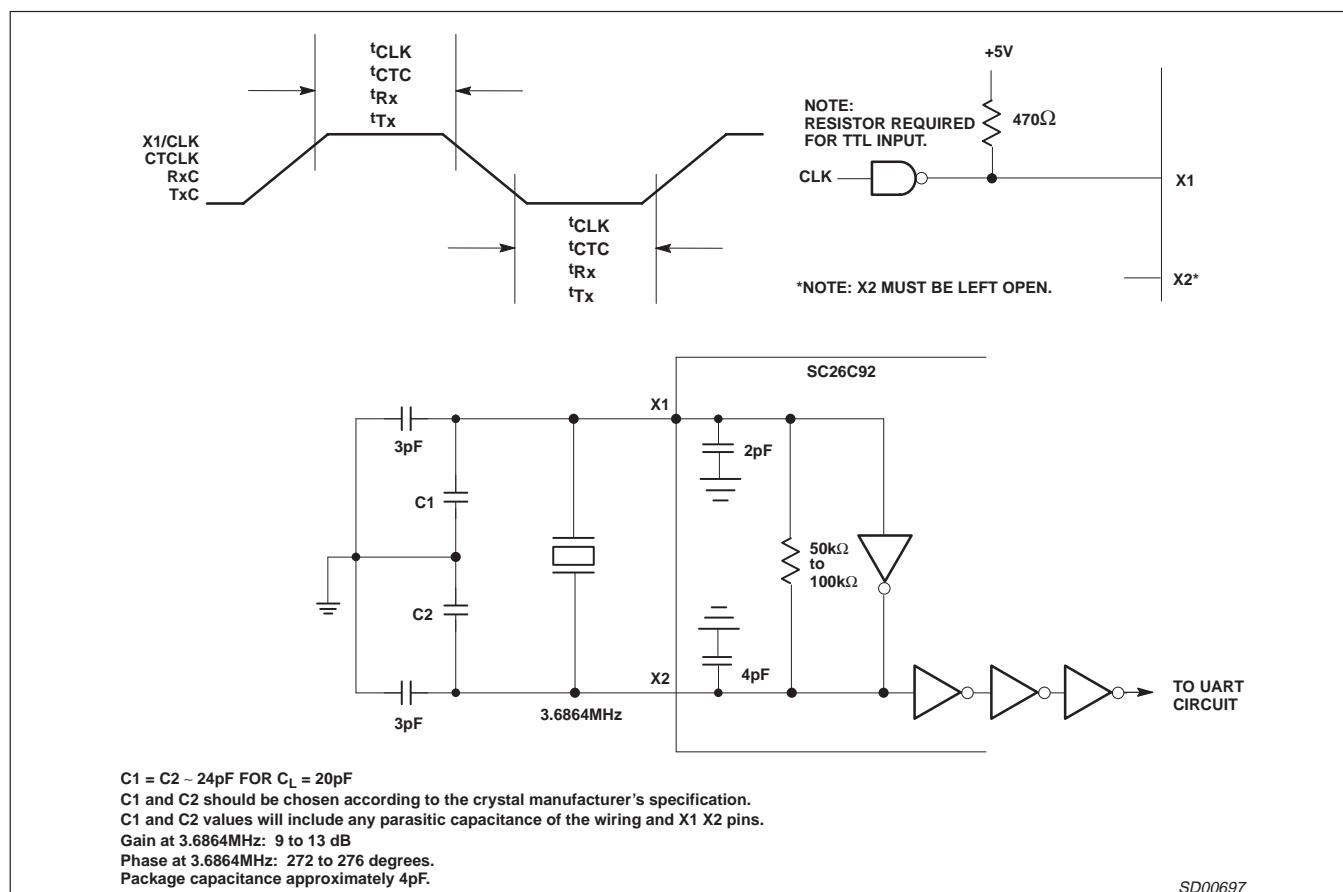 tCLK
tCTC
tRx
tTx
X1/CLK
CTCLK
RxC
TxC
tCLK
tCTC
tRx
tTx
+5V
NOTE:
RESISTOR REQUIRED
FOR TTL INPUT.
470Ω
CLK
X1
X2*
*NOTE: X2 MUST BE LEFT OPEN.
SC26C92
X1
3pF
2pF
C1
50kΩ
to
100kΩ
C2
4pF
X2
3pF
3.6864MHz
TO UART
CIRCUIT
C1 = C2 ~ 24pF FOR CL = 20pF
C1 and C2 should be chosen according to the crystal manufacturer’s specification.
C1 and C2 values will include any parasitic capacitance of the wiring and X1 X2 pins.
Gain at 3.6864MHz: 9 to 13 dB
Phase at 3.6864MHz: 272 to 276 degrees.
Package capacitance approximately 4pF.
SD00697